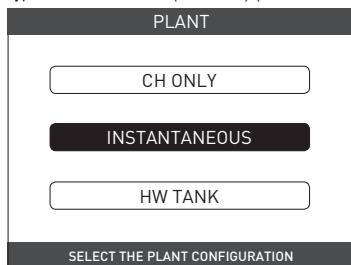 PLANT
CH ONLY
INSTANTANEOUS
HW TANK
SELECT THE PLANT CONFIGURATION